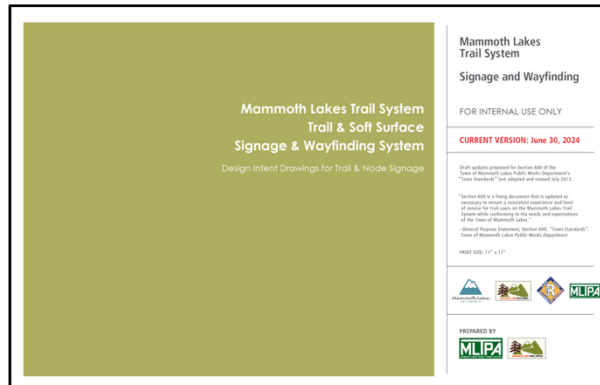 Mammoth Lakes Trail System
Trail & Soft Surface
Signage & Wayfinding System
Design Intent Drawings for Trail & Node Signage
Mammoth Lakes
Trail System
Signage and Wayfinding
FOR INTERNAL USE ONLY
CURRENT VERSION: June 30, 2024
Draft updates proposed for Section 600 of the
Town of Mammoth Lakes Public Works Department's
"Town Standards" last adopted and revised July 2013.
"Section 600 is a living document that is updated as
necessary to ensure a consistent experience and level
of service for trail users on the Mammoth Lakes Trail
System while conforming to the needs and expectations
of the Town of Mammoth Lakes."
- General Purpose Statement, Section 600, "Town Standards",
Town of Mammoth Lakes Public Works Department
PRINT SIZE: 11" x 17"
Mammoth Lakes
CALIFORNIA
R
MLTPA
PREPARED BY
MLTPA